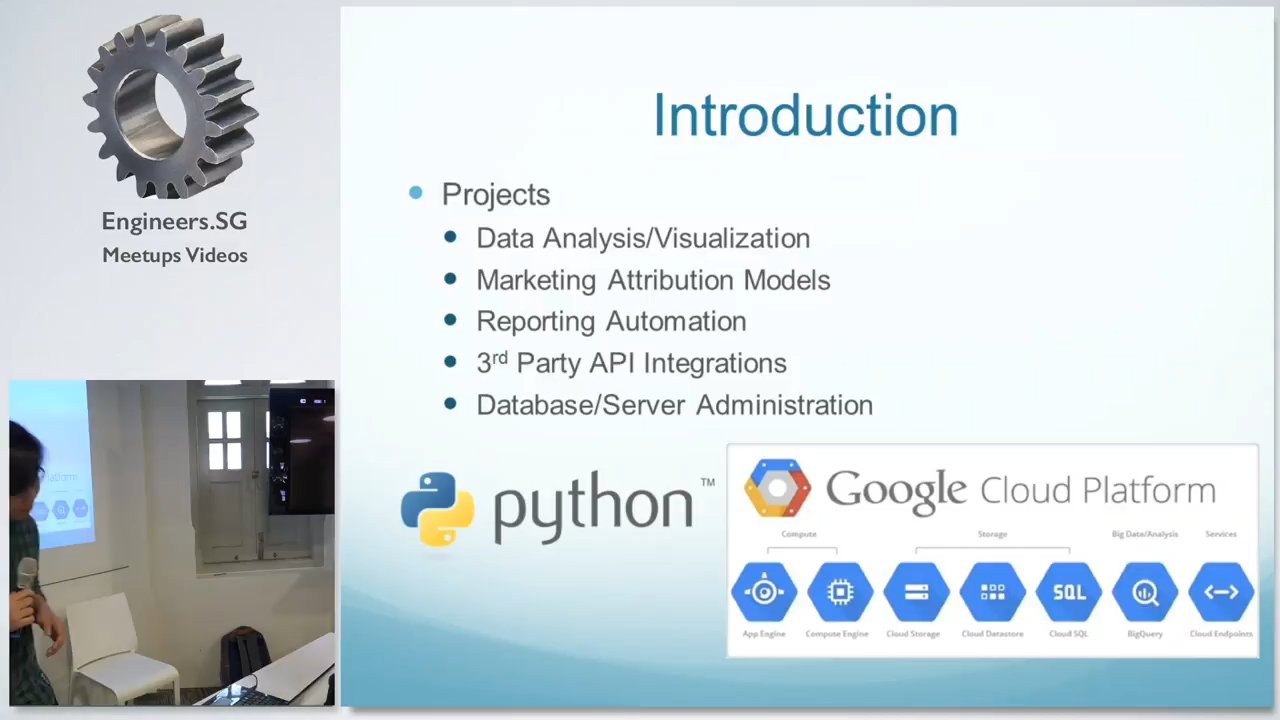 Engineers.SG
Meetups Videos
Introduction
Projects
Data Analysis/Visualization
Marketing Attribution Models
Reporting Automation
3rd Party API Integrations
Database/Server Administration
python™
Google Cloud Platform
Compute
Storage
Big Data/Analysis
Services
SQL
App Engine
Compute Engine
Cloud Storage
Cloud Datastore
Cloud SQL
BigQuery
Cloud Endpoints